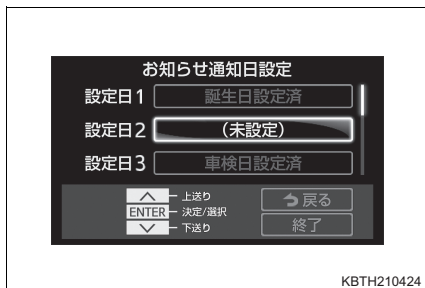 お知らせ通知日設定
設定日1 誕生日設定済
設定日2 (未設定)
設定日3 車検日設定済
上送り
戻る
ENTER 決定/選択
下送り
終了
KBTH210424